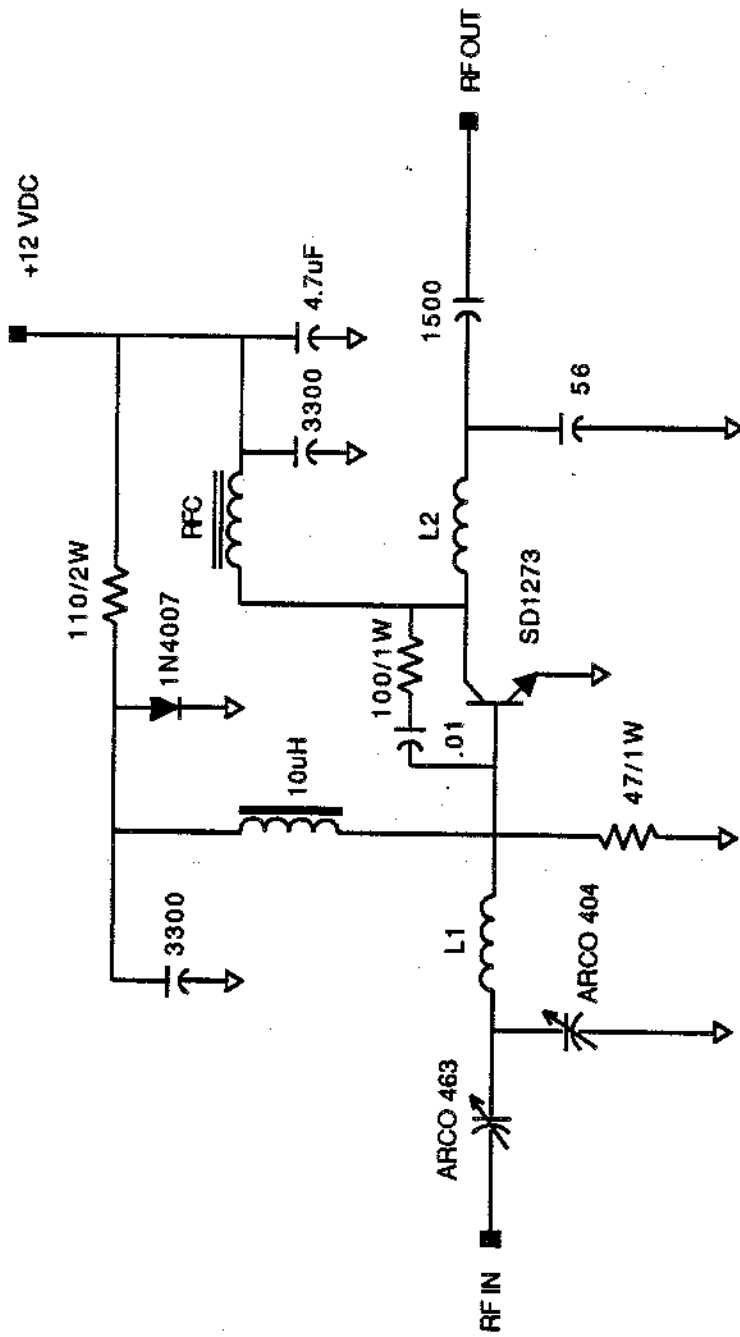 +12 VDC
110/2W
1N4007
RFC
4.7uF
3300
3300
10uH
100/1W
.01
L2
1500
RF OUT
56
SD1273
47/1W
L1
ARCO 463
ARCO 404
RF IN